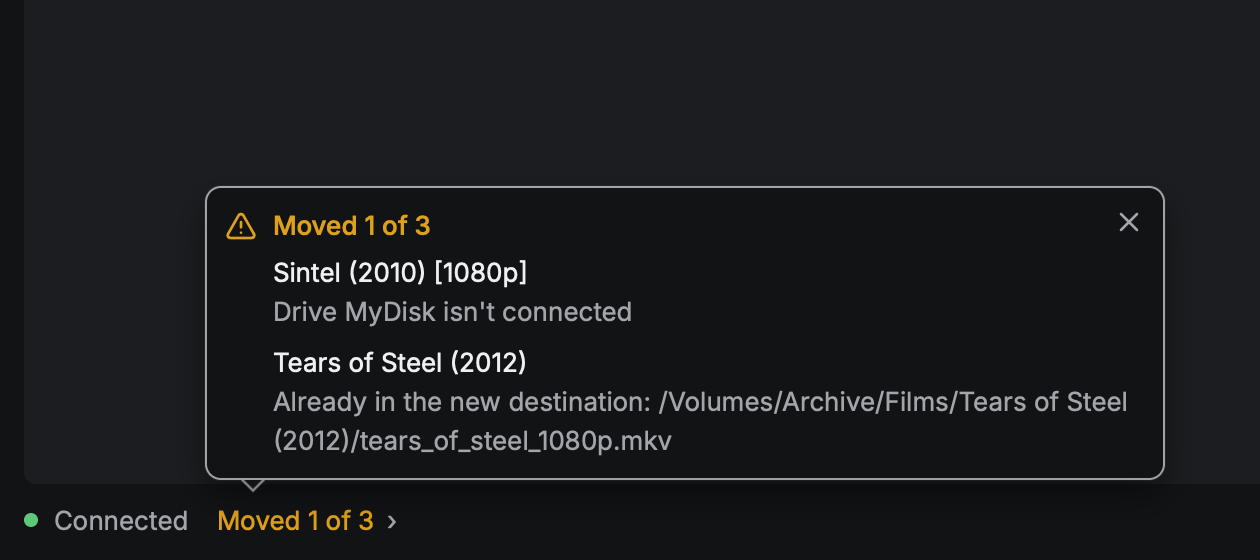 Moved 1 of 3
Sintel (2010) [1080p]
Drive MyDisk isn't connected
Tears of Steel (2012)
Already in the new destination: /Volumes/Archive/Films/Tears of Steel
(2012)/tears_of_steel_1080p.mkv
Connected Moved 1 of 3 ›